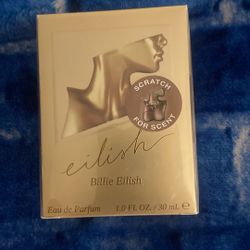 SCRATCH
FOR SCENT
eilish
Billie Eilish
Eau de Parfum 1.0 FL OZ. / 30 mL ℮